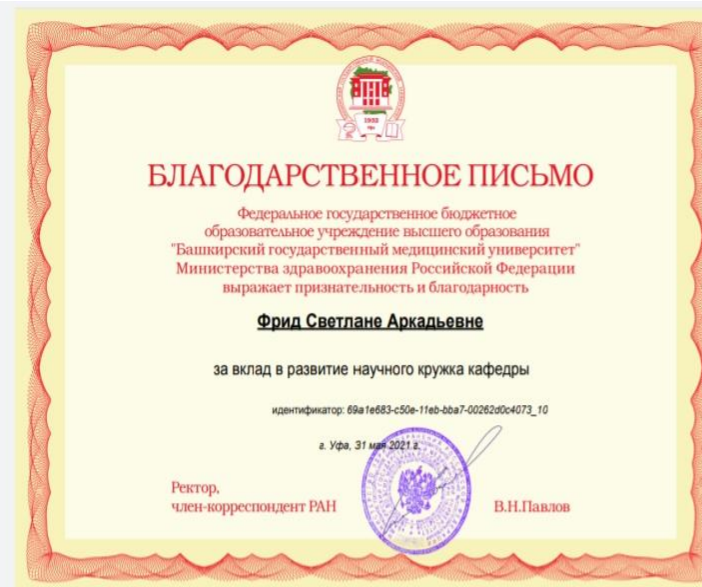 1932
Уфа
БЛАГОДАРСТВЕННОЕ ПИСЬМО
Федеральное государственное бюджетное
образовательное учреждение высшего образования
"Башкирский государственный медицинский университет"
Министерства здравоохранения Российской Федерации
выражает признательность и благодарность
Фрид Светлане Аркадьевне
за вклад в развитие научного кружка кафедры
идентификатор: 69a1e683-c50e-11eb-bba7-00262d0c4073_10
г. Уфа, 31 мая 2021 г.
Ректор,
член-корреспондент РАН
В.Н.Павлов